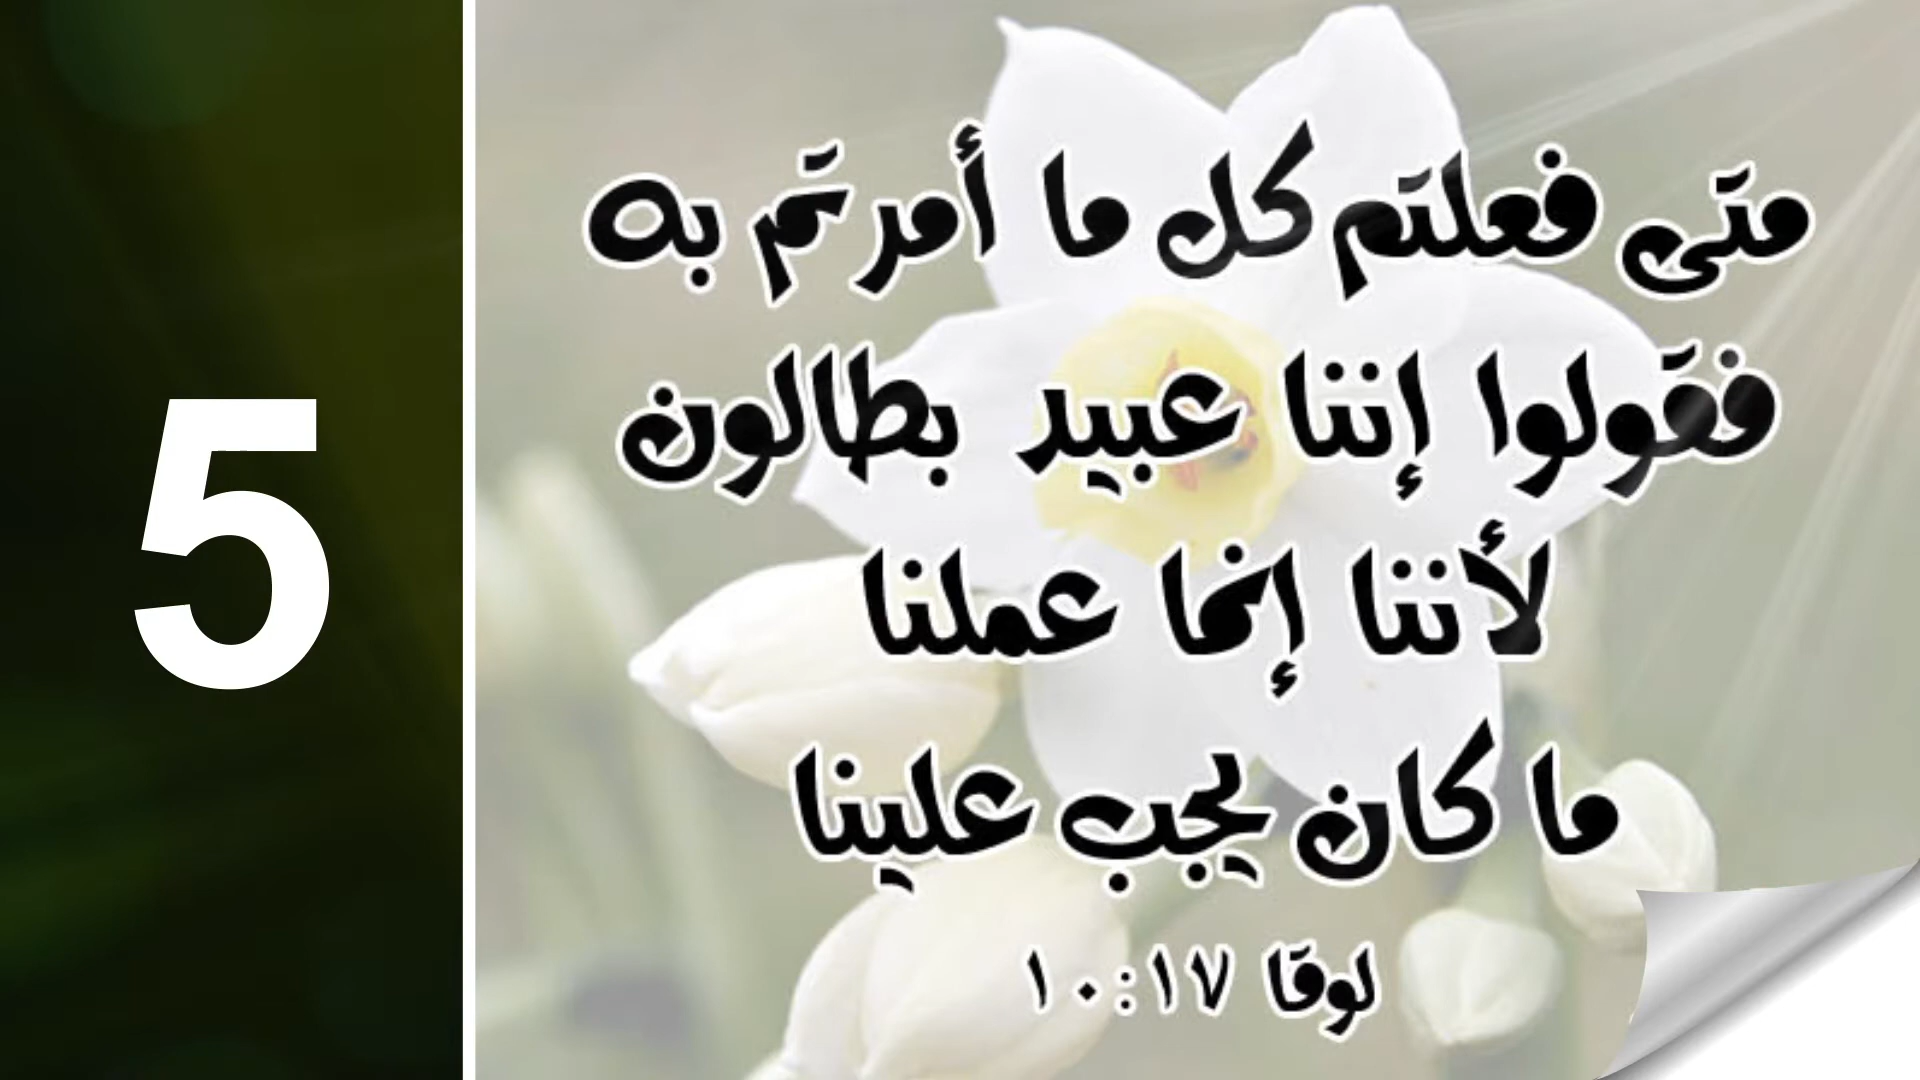 5
متى فعلتم كل ما أمرتم به
فقولوا إننا عبيد بطالون
لأننا إنما عملنا
ما كان يجب علينا
لوقا ١٧:١٠